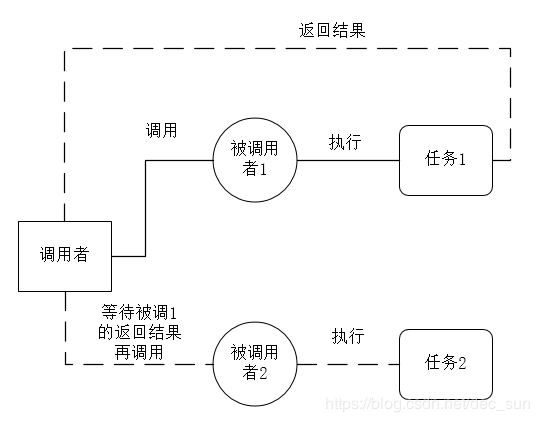 返回结果
调用
被调用
者1
执行
任务1
调用者
等待被调1
的返回结果
再调用
被调用
者2
执行
任务2
https://blog.csdn.net/dec_sun